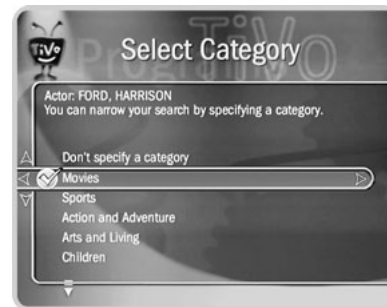 TiVo
Select Category
Actor: FORD, HARRISON
You can narrow your search by specifying a category.
Don't specify a category
Movies
Sports
Action and Adventure
Arts and Living
Children